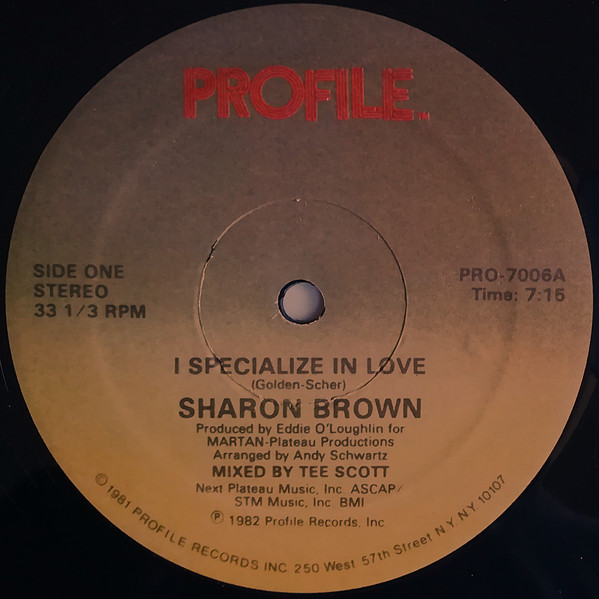 PROFILE TM
SIDE ONE
STEREO
33 1/3 RPM
PRO-7006A
Time: 7:15
I SPECIALIZE IN LOVE
(Golden-Scher)
SHARON BROWN
Produced by Eddie O'Loughlin for
MARTAN-Plateau Productions
Arranged by Andy Schwartz
MIXED BY TEE SCOTT
Next Plateau Music, Inc. ASCAP/
STM Music, Inc. BMI
℗ 1982 Profile Records, Inc
© 1981 PROFILE RECORDS INC. 250 West 57th Street N.Y. N.Y. 10107